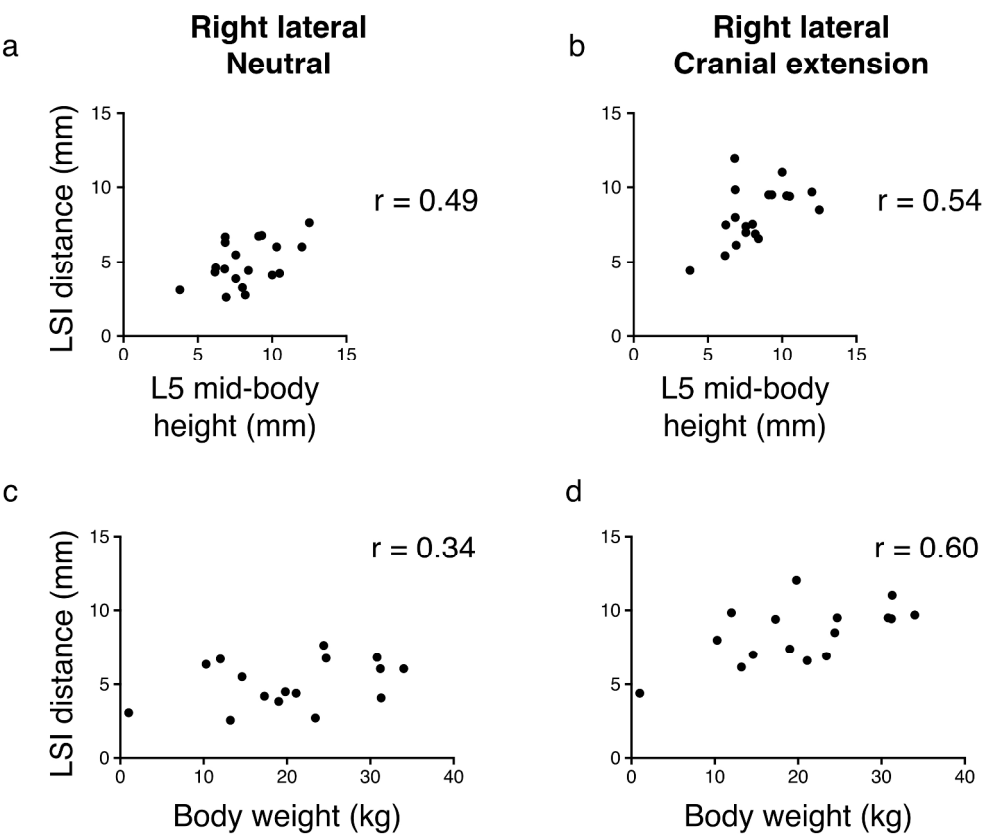 a
Right lateral
Neutral
LSI distance (mm)
15
10
5
0
r = 0.49
0 5 10 15
L5 mid-body
height (mm)
b
Right lateral
Cranial extension
15
10
5
0
r = 0.54
0 5 10 15
L5 mid-body
height (mm)
c
LSI distance (mm)
15
10
5
0
r = 0.34
0 10 20 30 40
Body weight (kg)
d
15
10
5
0
r = 0.60
0 10 20 30 40
Body weight (kg)